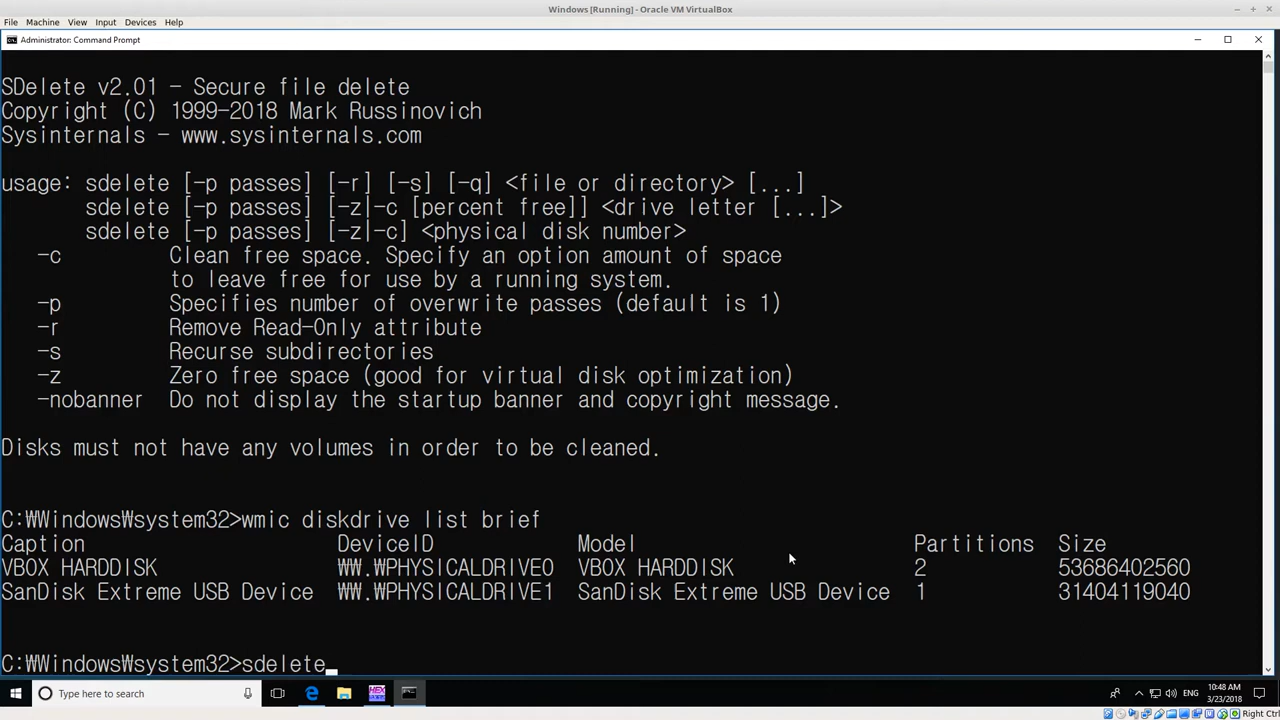 Windows [Running] - Oracle VM VirtualBox
File Machine View Input Devices Help
Administrator: Command Prompt
SDelete v2.01 - Secure file delete
Copyright (C) 1999-2018 Mark Russinovich
Sysinternals - www.sysinternals.com
usage: sdelete [-p passes] [-r] [-s] [-q] <file or directory> [...]
sdelete [-p passes] [-z|-c [percent free]] <drive letter [...]>
sdelete [-p passes] [-z|-c] <physical disk number>
-c Clean free space. Specify an option amount of space
to leave free for use by a running system.
-p Specifies number of overwrite passes (default is 1)
-r Remove Read-Only attribute
-s Recurse subdirectories
-z Zero free space (good for virtual disk optimization)
-nobanner Do not display the startup banner and copyright message.
Disks must not have any volumes in order to be cleaned.
C:₩Windows₩system32>wmic diskdrive list brief
Caption DeviceID Model Partitions Size
VBOX HARDDISK ₩₩.₩PHYSICALDRIVE0 VBOX HARDDISK 2 53686402560
SanDisk Extreme USB Device ₩₩.₩PHYSICALDRIVE1 SanDisk Extreme USB Device 1 31404119040
C:₩Windows₩system32>sdelete_
Type here to search
HEX
ENG
10:48 AM
3/23/2018
Right Ctrl